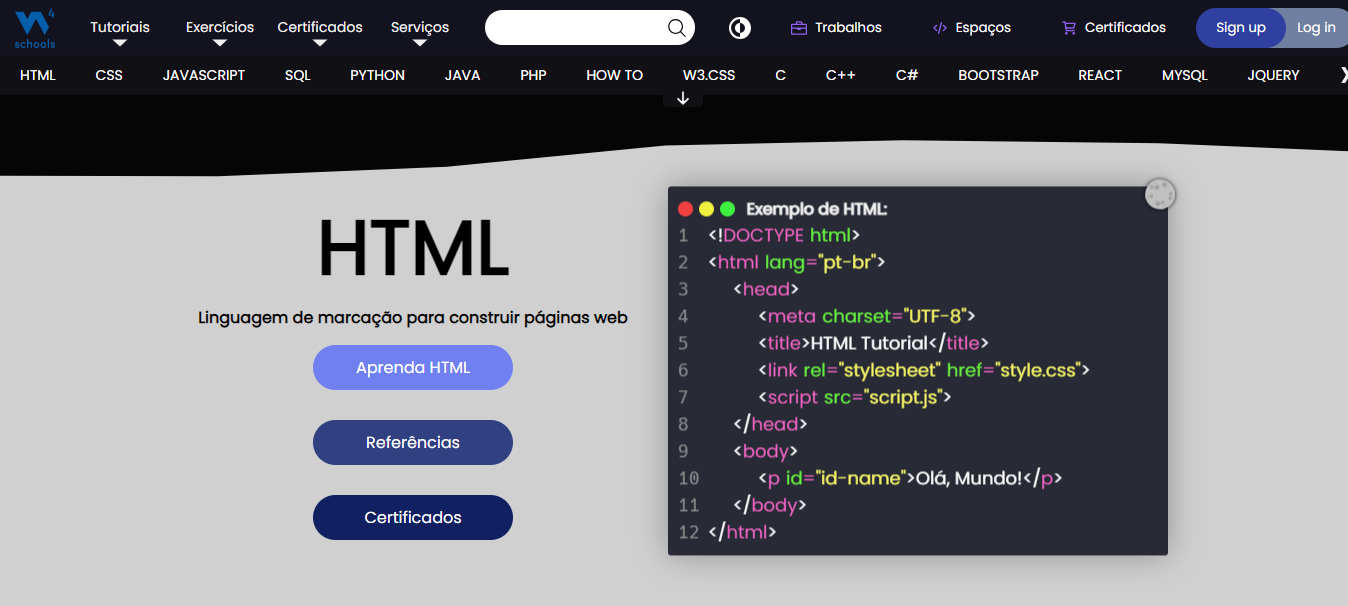 W4 schools
Tutoriais Exercícios Certificados Serviços Trabalhos Espaços Certificados Sign up Log in
HTML CSS JAVASCRIPT SQL PYTHON JAVA PHP HOW TO W3.CSS C C++ C# BOOTSTRAP REACT MYSQL JQUERY
HTML
Linguagem de marcação para construir páginas web
Aprenda HTML
Referências
Certificados
Exemplo de HTML:
1 <!DOCTYPE html>
2 <html lang="pt-br">
3 <head>
4 <meta charset="UTF-8">
5 <title>HTML Tutorial</title>
6 <link rel="stylesheet" href="style.css">
7 <script src="script.js">
8 </head>
9 <body>
10 <p id="id-name">Olá, Mundo!</p>
11 </body>
12 </html>